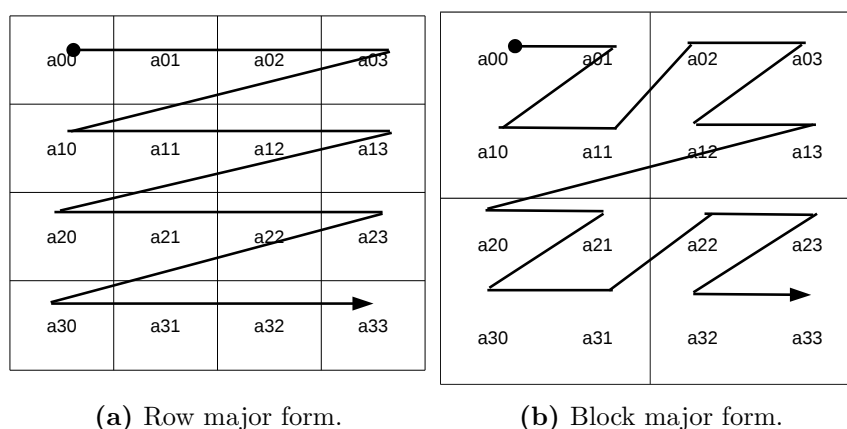 a00 a01 a02 a03
a10 a11 a12 a13
a20 a21 a22 a23
a30 a31 a32 a33
(a) Row major form.
a00 a01 a02 a03
a10 a11 a12 a13
a20 a21 a22 a23
a30 a31 a32 a33
(b) Block major form.